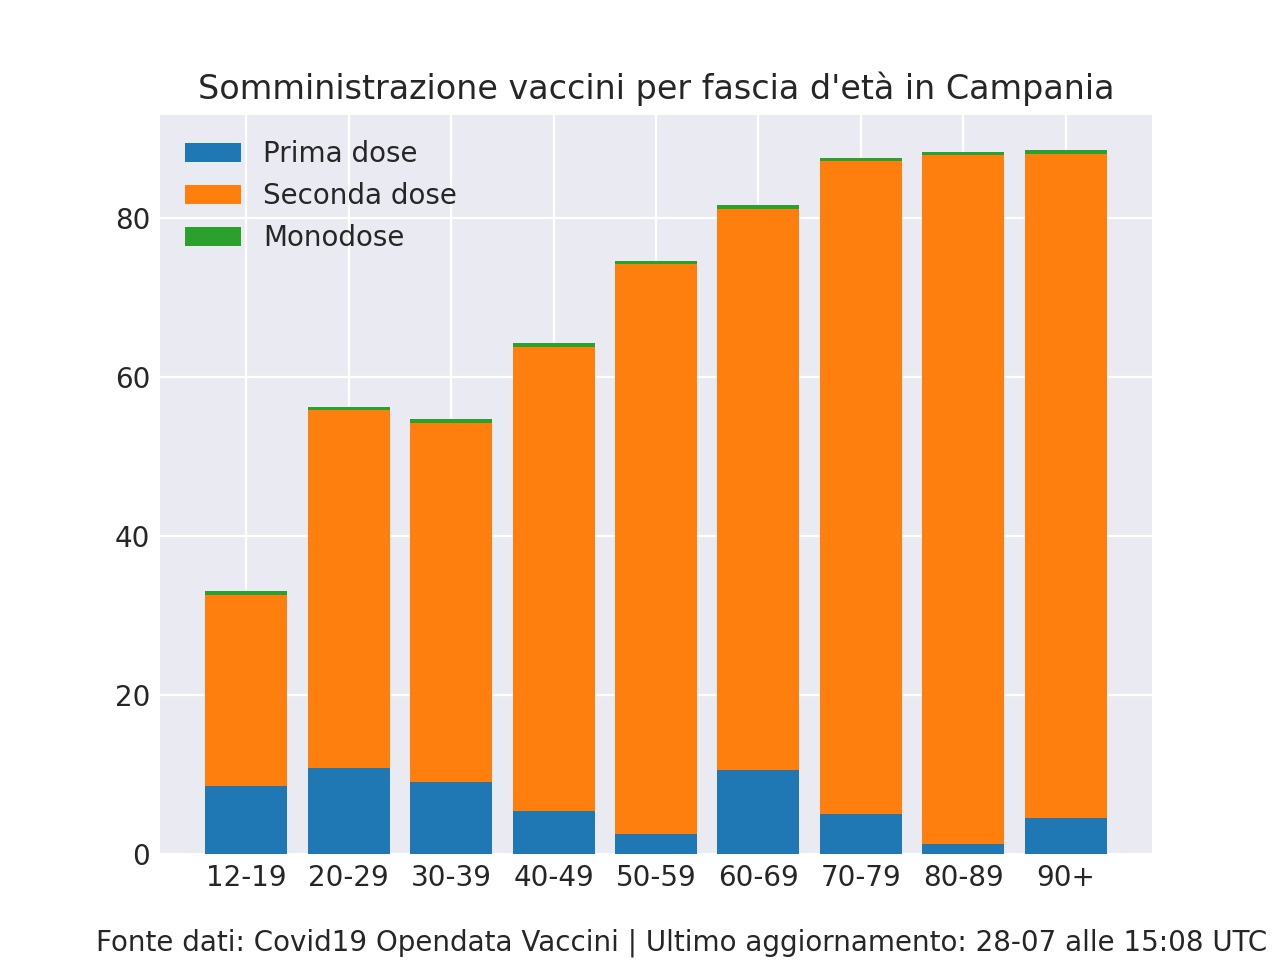 Somministrazione vaccini per fascia d'età in Campania
Prima dose
Seconda dose
Monodose
80
60
40
20
0
12-19 20-29 30-39 40-49 50-59 60-69 70-79 80-89 90+
Fonte dati: Covid19 Opendata Vaccini | Ultimo aggiornamento: 28-07 alle 15:08 UTC